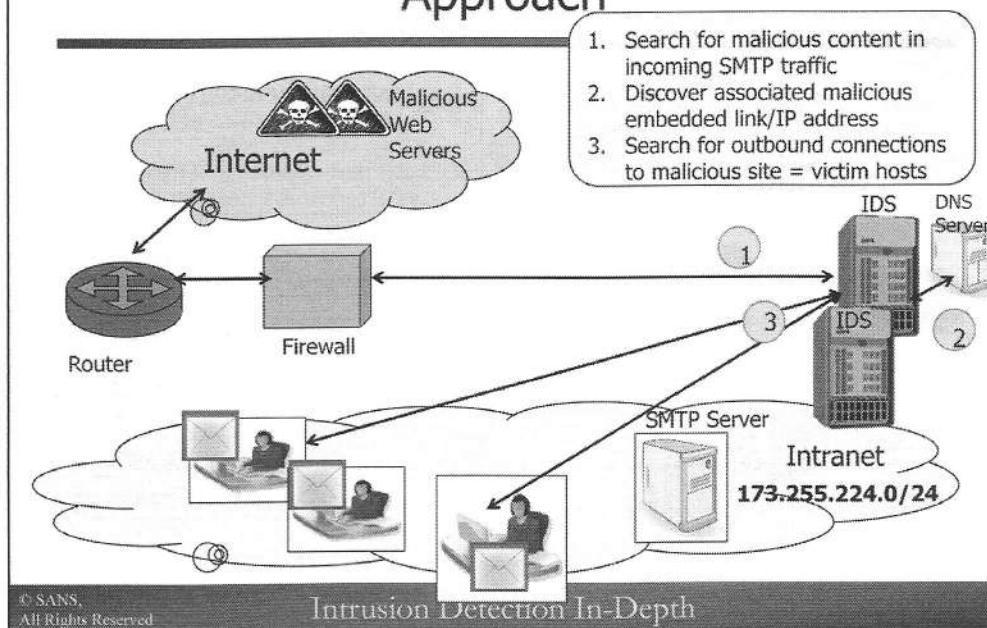 Approach
1. Search for malicious content in
incoming SMTP traffic
2. Discover associated malicious
embedded link/IP address
3. Search for outbound connections
to malicious site = victim hosts
Malicious
Web
Servers
Internet
IDS
DNS
Server
1
3
IDS
2
Router
Firewall
SMTP Server
Intranet
173.255.224.0/24
© SANS,
All Rights Reserved
Intrusion Detection In-Depth